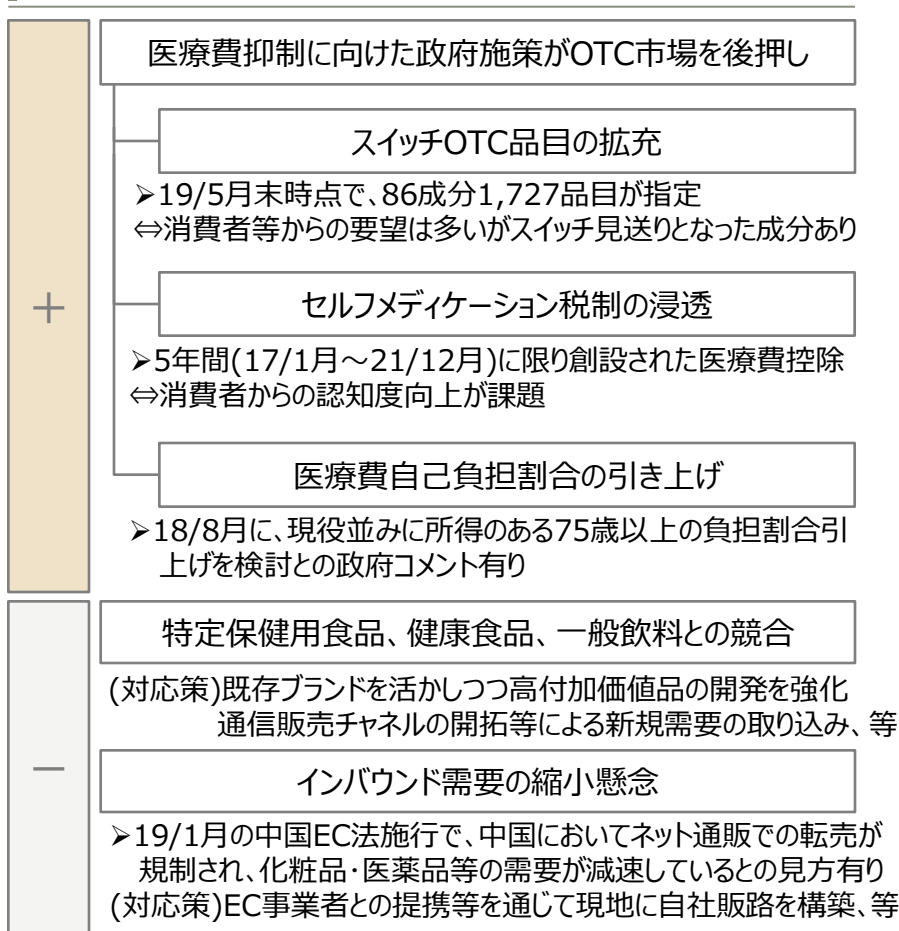 医療費抑制に向けた政府施策がOTC市場を後押し
スイッチOTC品目の拡充
➢19/5月末時点で、86成分1,727品目が指定
⇔消費者等からの要望は多いがスイッチ見送りとなった成分あり
＋
セルフメディケーション税制の浸透
➢5年間(17/1月～21/12月)に限り創設された医療費控除
⇔消費者からの認知度向上が課題
医療費自己負担割合の引き上げ
➢18/8月に、現役並みに所得のある75歳以上の負担割合引
上げを検討との政府コメント有り
特定保健用食品、健康食品、一般飲料との競合
(対応策)既存ブランドを活かしつつ高付加価値品の開発を強化
通信販売チャネルの開拓等による新規需要の取り込み、等
－
インバウンド需要の縮小懸念
➢19/1月の中国EC法施行で、中国においてネット通販での転売が
規制され、化粧品・医薬品等の需要が減速しているとの見方有り
(対応策)EC事業者との提携等を通じて現地に自社販路を構築、等